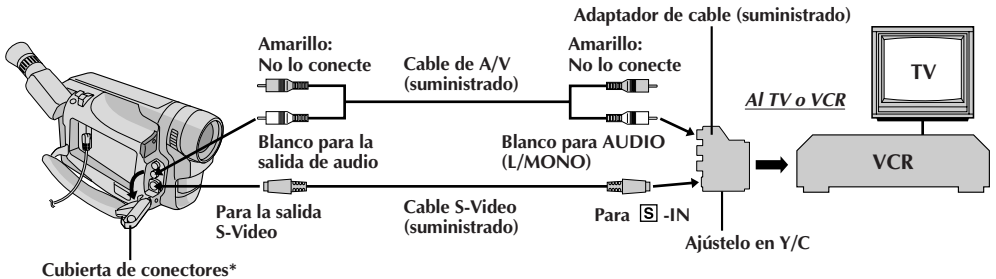 Adaptador de cable (suministrado)
Amarillo:
No lo conecte
Cable de A/V
(suministrado)
Amarillo:
No lo conecte
TV
Al TV o VCR
Blanco para la
salida de audio
Blanco para AUDIO
(L/MONO)
VCR
Para la salida
S-Video
Cable S-Video
(suministrado)
Para S -IN
Ajústelo en Y/C
Cubierta de conectores*